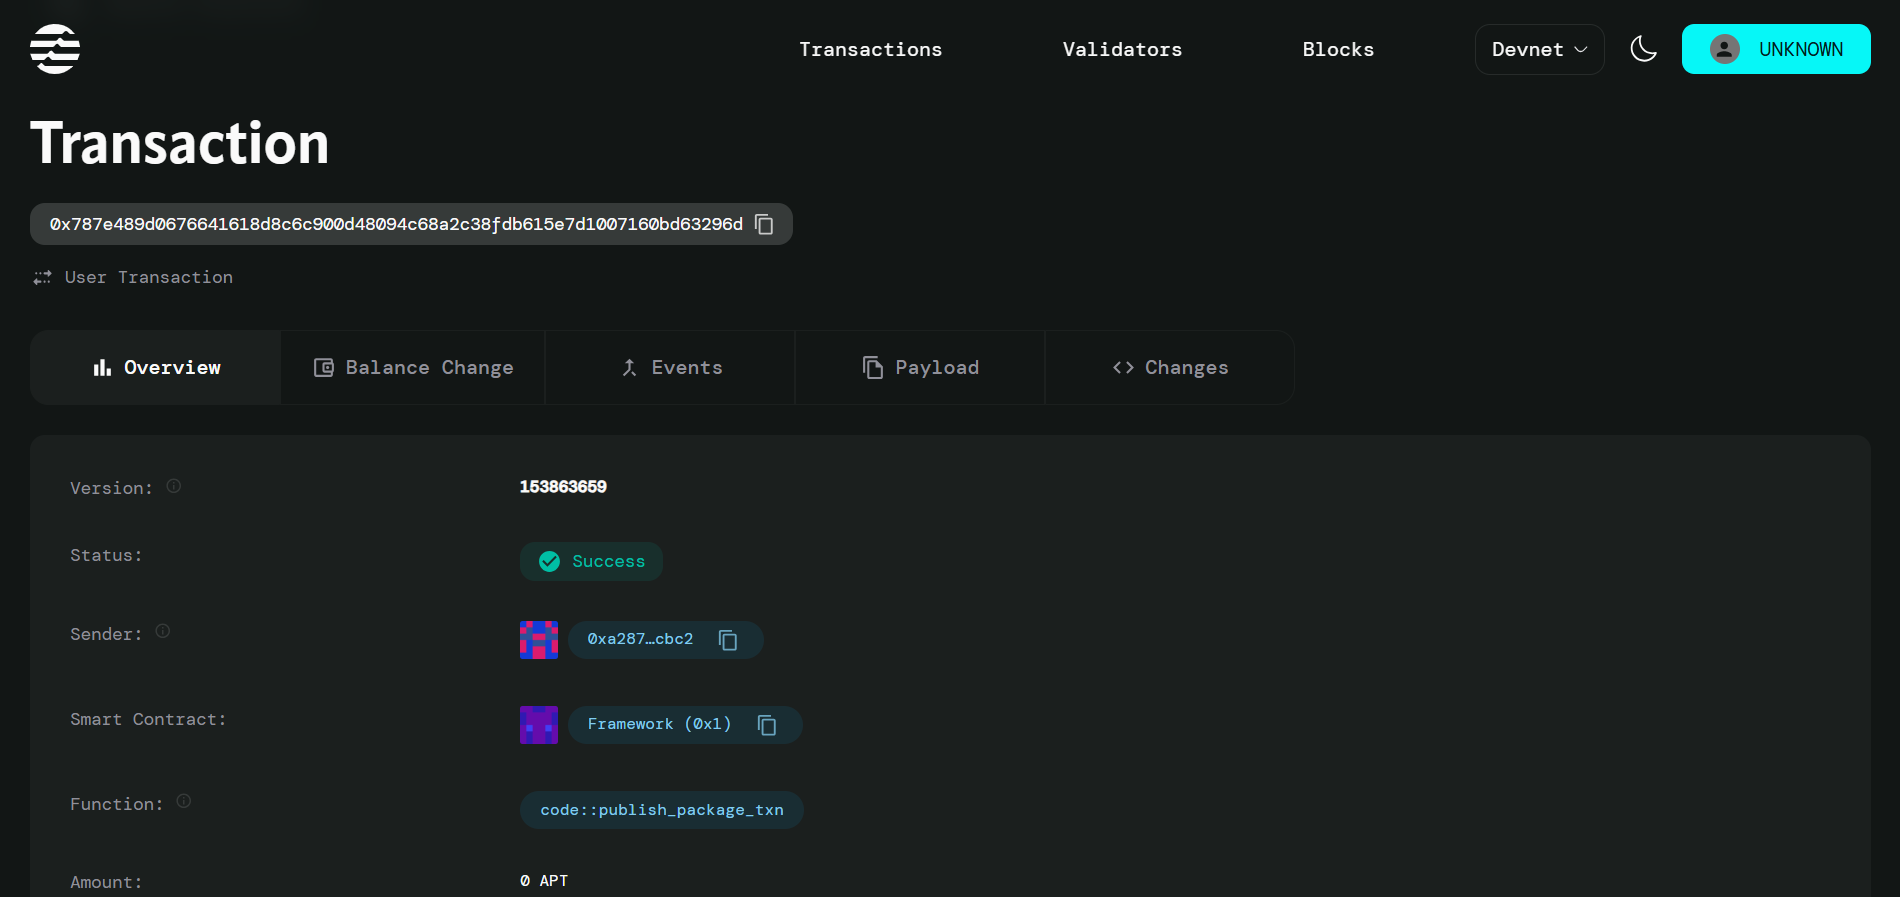 Transactions Validators Blocks Devnet UNKNOWN
Transaction
0x787e489d0676641618d8c6c900d48094c68a2c38fdb615e7d1007160bd63296d
User Transaction
Overview Balance Change Events Payload Changes
Version: 153863659
Status: Success
Sender: 0xa287…cbc2
Smart Contract: Framework (0x1)
Function: code::publish_package_txn
Amount: 0 APT